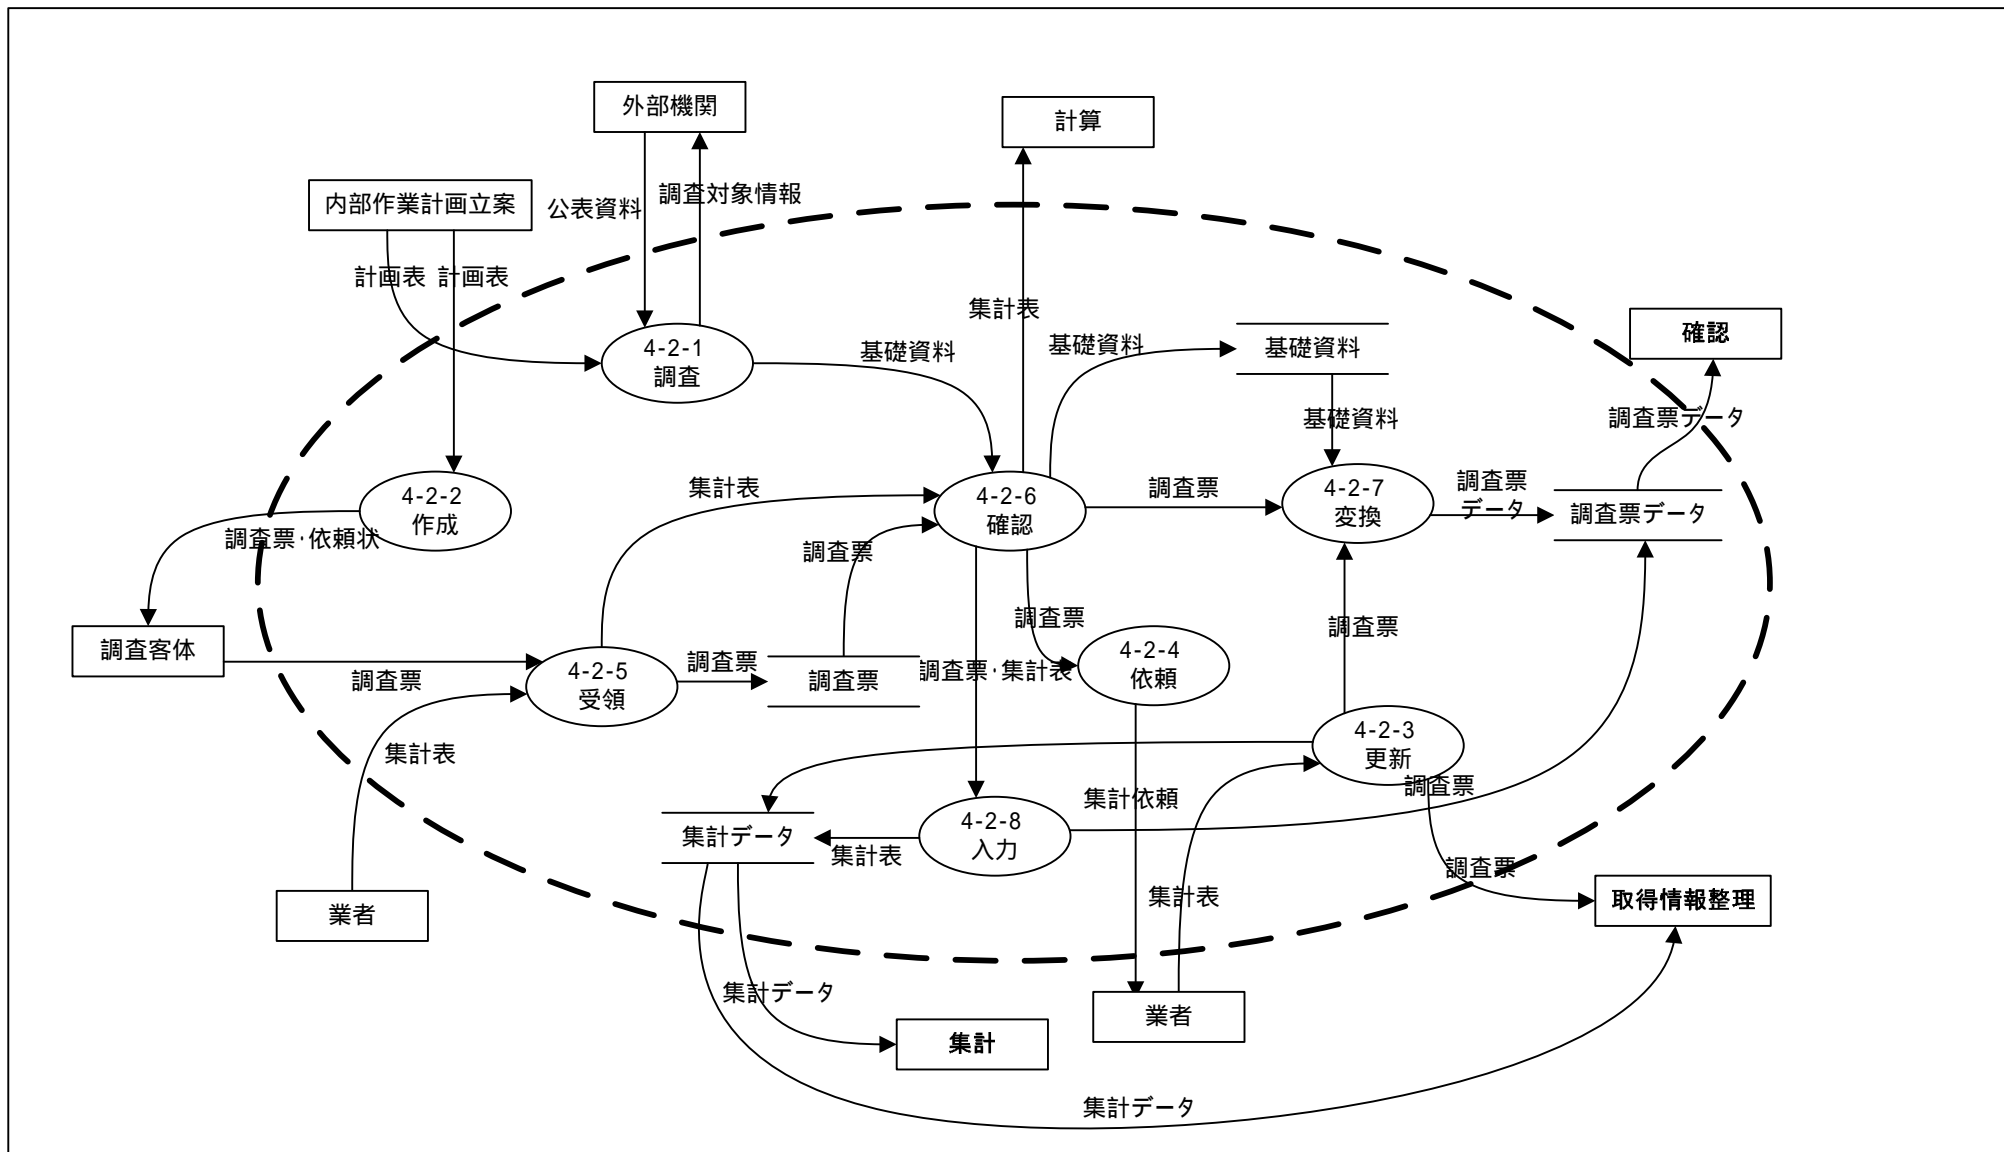 外部機関
計算
内部作業計画立案
公表資料
調査対象情報
計画表
計画表
集計表
確認
4-2-1
調査
基礎資料
基礎資料
基礎資料
基礎資料
調査票データ
4-2-2
作成
調査票・依頼状
集計表
4-2-6
確認
調査票
4-2-7
変換
調査票
データ
調査票データ
調査票
調査客体
調査票
4-2-5
受領
調査票
調査票
調査票・集計表
調査票
4-2-4
依頼
調査票
集計表
4-2-3
更新
調査票
集計依頼
集計データ
集計表
4-2-8
入力
集計表
調査票
取得情報整理
業者
集計データ
業者
集計
集計データ